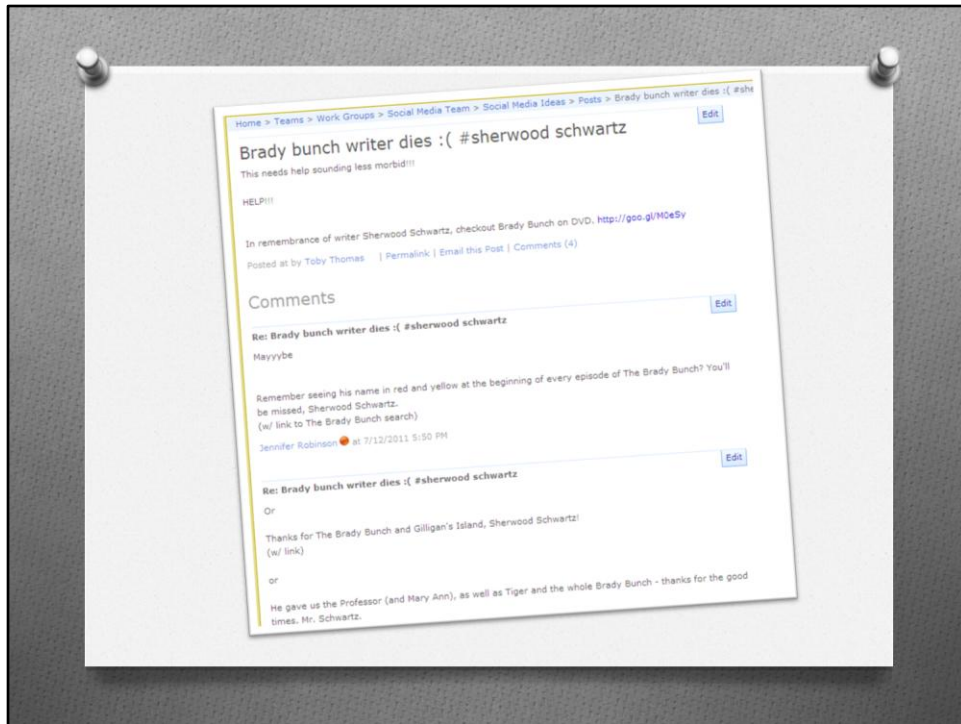 Home > Teams > Work Groups > Social Media Team > Social Media Ideas > Posts > Brady bunch writer dies :( #she
Edit
Brady bunch writer dies :( #sherwood schwartz
This needs help sounding less morbid!!!
HELP!!!
In remembrance of writer Sherwood Schwartz, checkout Brady Bunch on DVD. http://goo.gl/M0eSy
Posted at by Toby Thomas | Permalink | Email this Post | Comments (4)
Comments
Edit
Re: Brady bunch writer dies :( #sherwood schwartz
Mayyybe
Remember seeing his name in red and yellow at the beginning of every episode of The Brady Bunch? You'll
be missed, Sherwood Schwartz.
(w/ link to The Brady Bunch search)
Jennifer Robinson at 7/12/2011 5:50 PM
Edit
Re: Brady bunch writer dies :( #sherwood schwartz
Or
Thanks for The Brady Bunch and Gilligan's Island, Sherwood Schwartz!
(w/ link)
or
He gave us the Professor (and Mary Ann), as well as Tiger and the whole Brady Bunch - thanks for the good
times. Mr. Schwartz.